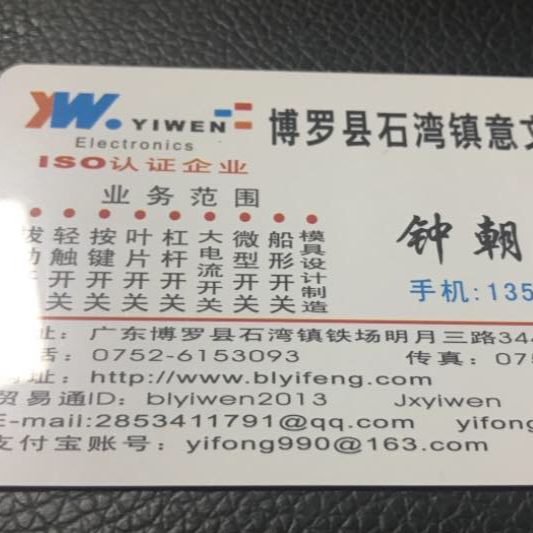 YW. YIWEN
Electronics
博罗县石湾镇意文
ISO认证企业
业务范围
拨动开关
轻触开关
按键开关
叶片开关
杠杆开关
大电流开关
微型开关
船形开关
模具设计制造
钟朝
手机:135
址：广东博罗县石湾镇铁场明月三路34
话：0752-6153093 传真：075
网址：http://www.blyifeng.com
贸易通ID：blyiwen2013 Jxyiwen
E-mail:2853411791@qq.com yifong
支付宝账号：yifong990@163.com